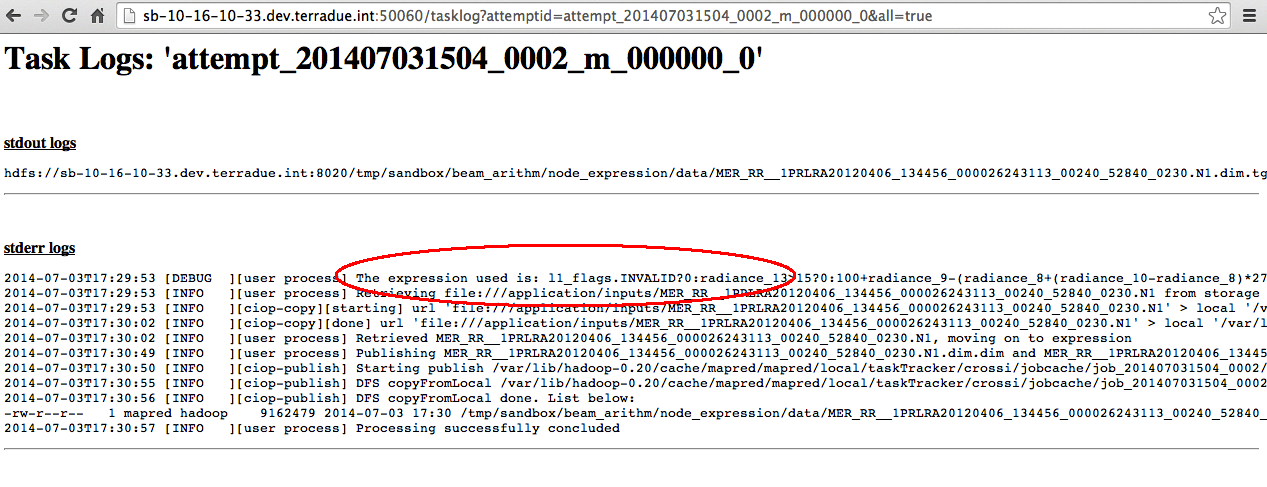 sb-10-16-10-33.dev.terradue.int:50060/tasklog?attemptid=attempt_201407031504_0002_m_000000_0&all=true
Task Logs: 'attempt_201407031504_0002_m_000000_0'
stdout logs
hdfs://sb-10-16-10-33.dev.terradue.int:8020/tmp/sandbox/beam_arithm/node_expression/data/MER_RR__1PRLRA20120406_134456_000026243113_00240_52840_0230.N1.dim.tg
stderr logs
2014-07-03T17:29:53 [DEBUG  ][user process] The expression used is: l1_flags.INVALID?0:radiance_13>15?0:100+radiance_9-(radiance_8+(radiance_10-radiance_8)*27
2014-07-03T17:29:53 [INFO   ][user process] Retrieving file:///application/inputs/MER_RR__1PRLRA20120406_134456_000026243113_00240_52840_0230.N1 from storage
2014-07-03T17:29:53 [INFO   ][ciop-copy][starting] url 'file:///application/inputs/MER_RR__1PRLRA20120406_134456_000026243113_00240_52840_0230.N1' > local '/v
2014-07-03T17:30:02 [INFO   ][ciop-copy][done] url 'file:///application/inputs/MER_RR__1PRLRA20120406_134456_000026243113_00240_52840_0230.N1' > local '/var/l
2014-07-03T17:30:02 [INFO   ][user process] Retrieved MER_RR__1PRLRA20120406_134456_000026243113_00240_52840_0230.N1, moving on to expression
2014-07-03T17:30:49 [INFO   ][user process] Publishing MER_RR__1PRLRA20120406_134456_000026243113_00240_52840_0230.N1.dim.dim and MER_RR__1PRLRA20120406_13445
2014-07-03T17:30:50 [INFO   ][ciop-publish] Starting publish /var/lib/hadoop-0.20/cache/mapred/mapred/local/taskTracker/crossi/jobcache/job_201407031504_0002/
2014-07-03T17:30:55 [INFO   ][ciop-publish] DFS copyFromLocal /var/lib/hadoop-0.20/cache/mapred/mapred/local/taskTracker/crossi/jobcache/job_201407031504_0002
2014-07-03T17:30:56 [INFO   ][ciop-publish] DFS copyFromLocal done. List below:
-rw-r--r--   1 mapred hadoop    9162479 2014-07-03 17:30 /tmp/sandbox/beam_arithm/node_expression/data/MER_RR__1PRLRA20120406_134456_000026243113_00240_52840_
2014-07-03T17:30:57 [INFO   ][user process] Processing successfully concluded